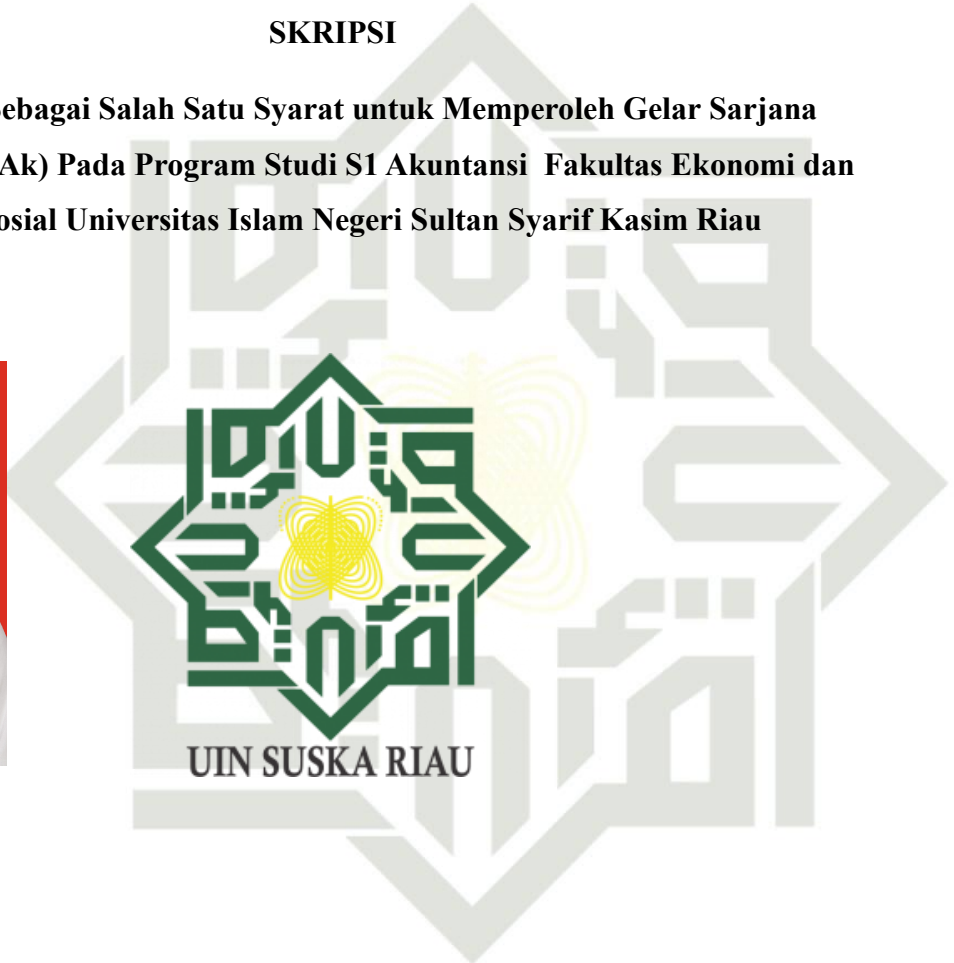 SKRIPSI
Sebagai Salah Satu Syarat untuk Memperoleh Gelar Sarjana
Ak) Pada Program Studi S1 Akuntansi Fakultas Ekonomi dan
osial Universitas Islam Negeri Sultan Syarif Kasim Riau
UIN SUSKA RIAU